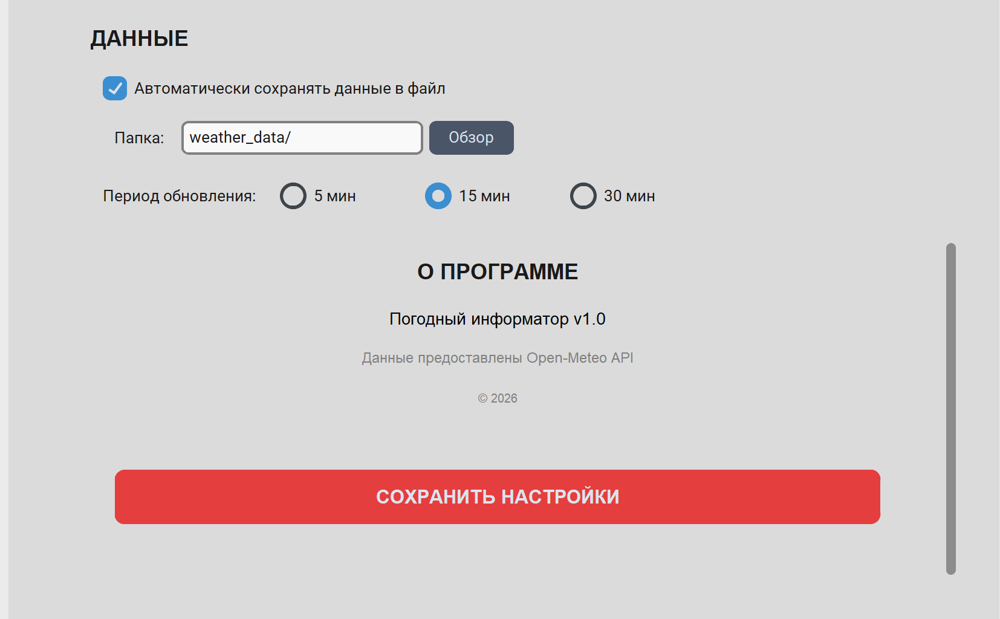 ДАННЫЕ
Автоматически сохранять данные в файл
Папка: weather_data/ Обзор
Период обновления: 5 мин 15 мин 30 мин
О ПРОГРАММЕ
Погодный информатор v1.0
Данные предоставлены Open-Meteo API
© 2026
СОХРАНИТЬ НАСТРОЙКИ